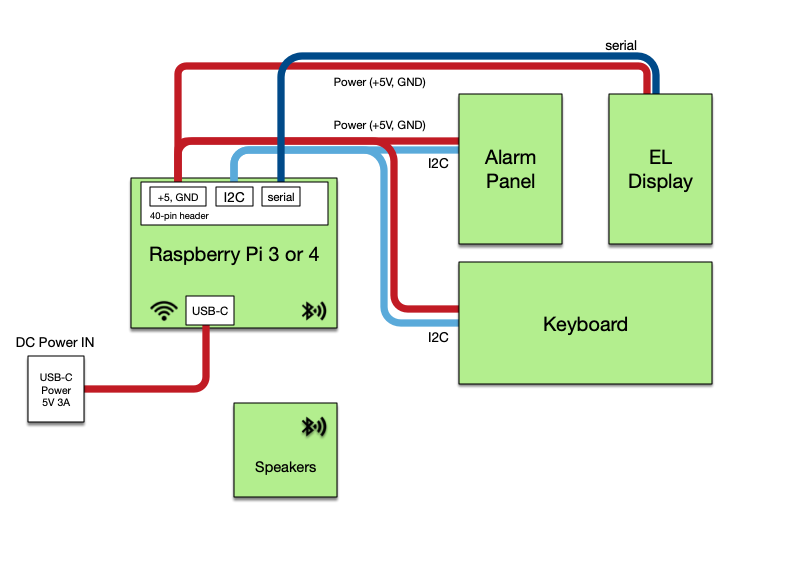 serial
Power (+5V, GND)
Power (+5V, GND)
I2C
Alarm
Panel
EL
Display
+5, GND
I2C
serial
40-pin header
Raspberry Pi 3 or 4
USB-C
Keyboard
I2C
DC Power IN
USB-C
Power
5V 3A
Speakers